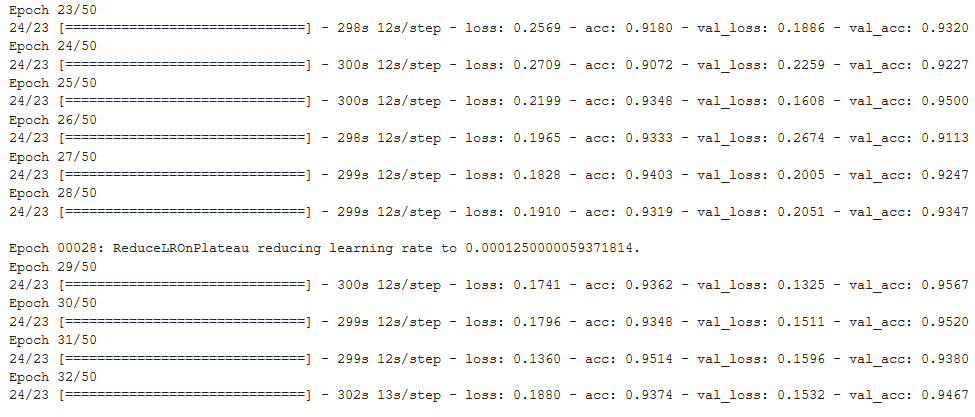 Epoch 23/50
24/23 [==============================] - 298s 12s/step - loss: 0.2569 - acc: 0.9180 - val_loss: 0.1886 - val_acc: 0.9320
Epoch 24/50
24/23 [==============================] - 300s 12s/step - loss: 0.2709 - acc: 0.9072 - val_loss: 0.2259 - val_acc: 0.9227
Epoch 25/50
24/23 [==============================] - 300s 12s/step - loss: 0.2199 - acc: 0.9348 - val_loss: 0.1608 - val_acc: 0.9500
Epoch 26/50
24/23 [==============================] - 298s 12s/step - loss: 0.1965 - acc: 0.9333 - val_loss: 0.2674 - val_acc: 0.9113
Epoch 27/50
24/23 [==============================] - 299s 12s/step - loss: 0.1828 - acc: 0.9403 - val_loss: 0.2005 - val_acc: 0.9247
Epoch 28/50
24/23 [==============================] - 299s 12s/step - loss: 0.1910 - acc: 0.9319 - val_loss: 0.2051 - val_acc: 0.9347
Epoch 00028: ReduceLROnPlateau reducing learning rate to 0.0001250000059371814.
Epoch 29/50
24/23 [==============================] - 300s 12s/step - loss: 0.1741 - acc: 0.9362 - val_loss: 0.1325 - val_acc: 0.9567
Epoch 30/50
24/23 [==============================] - 299s 12s/step - loss: 0.1796 - acc: 0.9348 - val_loss: 0.1511 - val_acc: 0.9520
Epoch 31/50
24/23 [==============================] - 299s 12s/step - loss: 0.1360 - acc: 0.9514 - val_loss: 0.1596 - val_acc: 0.9380
Epoch 32/50
24/23 [==============================] - 302s 13s/step - loss: 0.1880 - acc: 0.9374 - val_loss: 0.1532 - val_acc: 0.9467